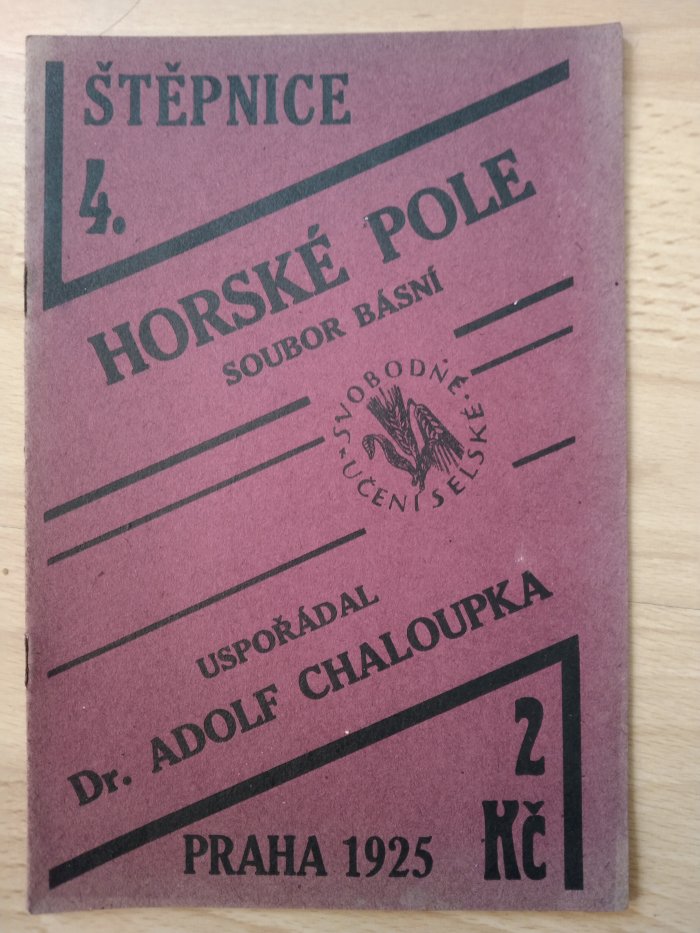 ŠTĚPNICE
4.
HORSKÉ POLE
SOUBOR BÁSNÍ
SVOBODNÉ · UČENÍ SELSKÉ ·
USPOŘÁDAL
Dr. ADOLF CHALOUPKA
2
Kč
PRAHA 1925